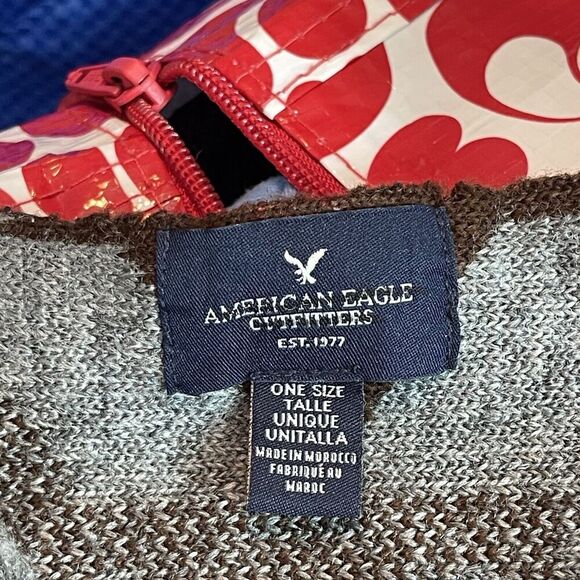 AMERICAN EAGLE
OUTFITTERS
EST. 1977
ONE SIZE
TALLE
UNIQUE
UNITALLA
MADE IN MOROCCO
FABRIQUÉ AU
MAROC